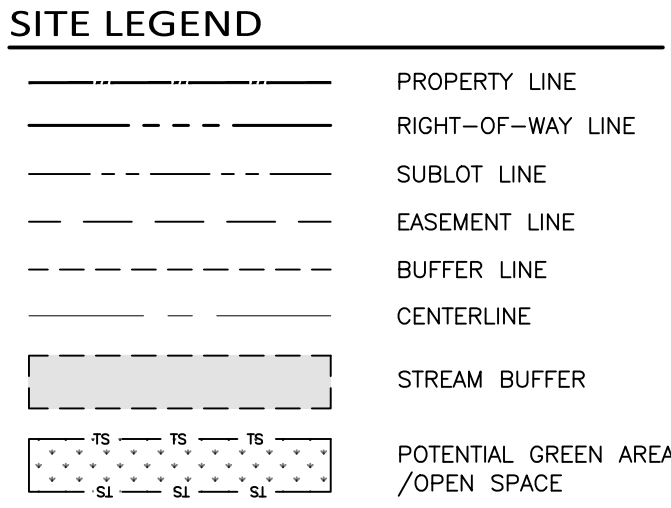 SITE LEGEND
PROPERTY LINE
RIGHT-OF-WAY LINE
SUBLOT LINE
EASEMENT LINE
BUFFER LINE
CENTERLINE
STREAM BUFFER
TS TS TS
POTENTIAL GREEN AREA
/OPEN SPACE
TS TS TS